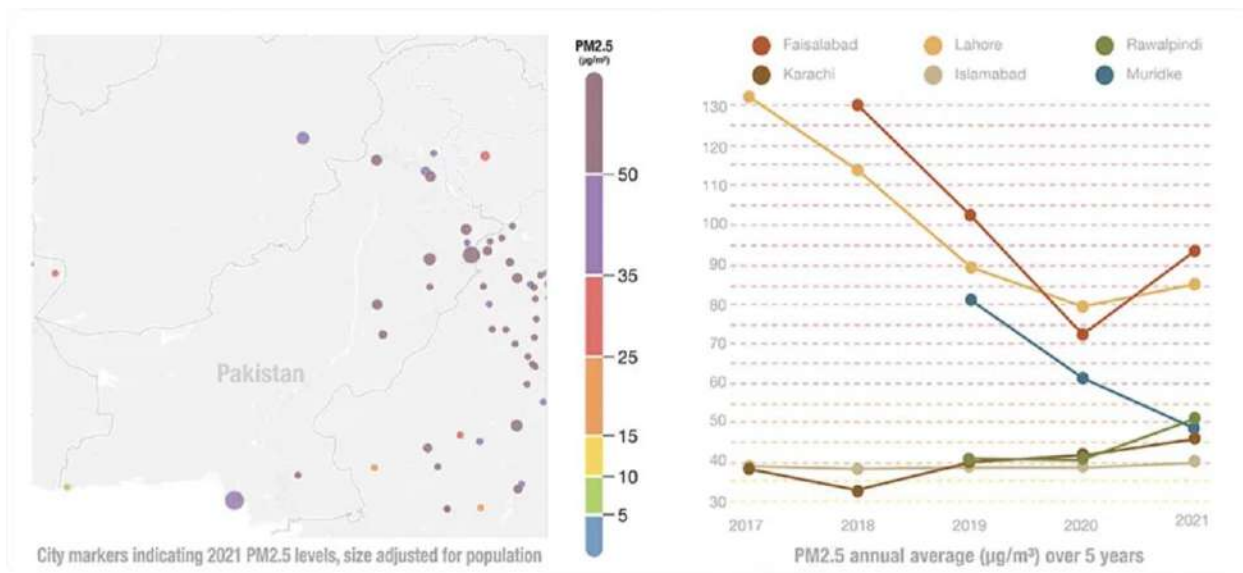 PM2.5
(µg/m³)
50
35
25
15
10
5
Pakistan
City markers indicating 2021 PM2.5 levels, size adjusted for population
Faisalabad Lahore Rawalpindi
Karachi Islamabad Muridke
130
120
110
100
90
80
70
60
50
40
30
2017 2018 2019 2020 2021
PM2.5 annual average (µg/m³) over 5 years